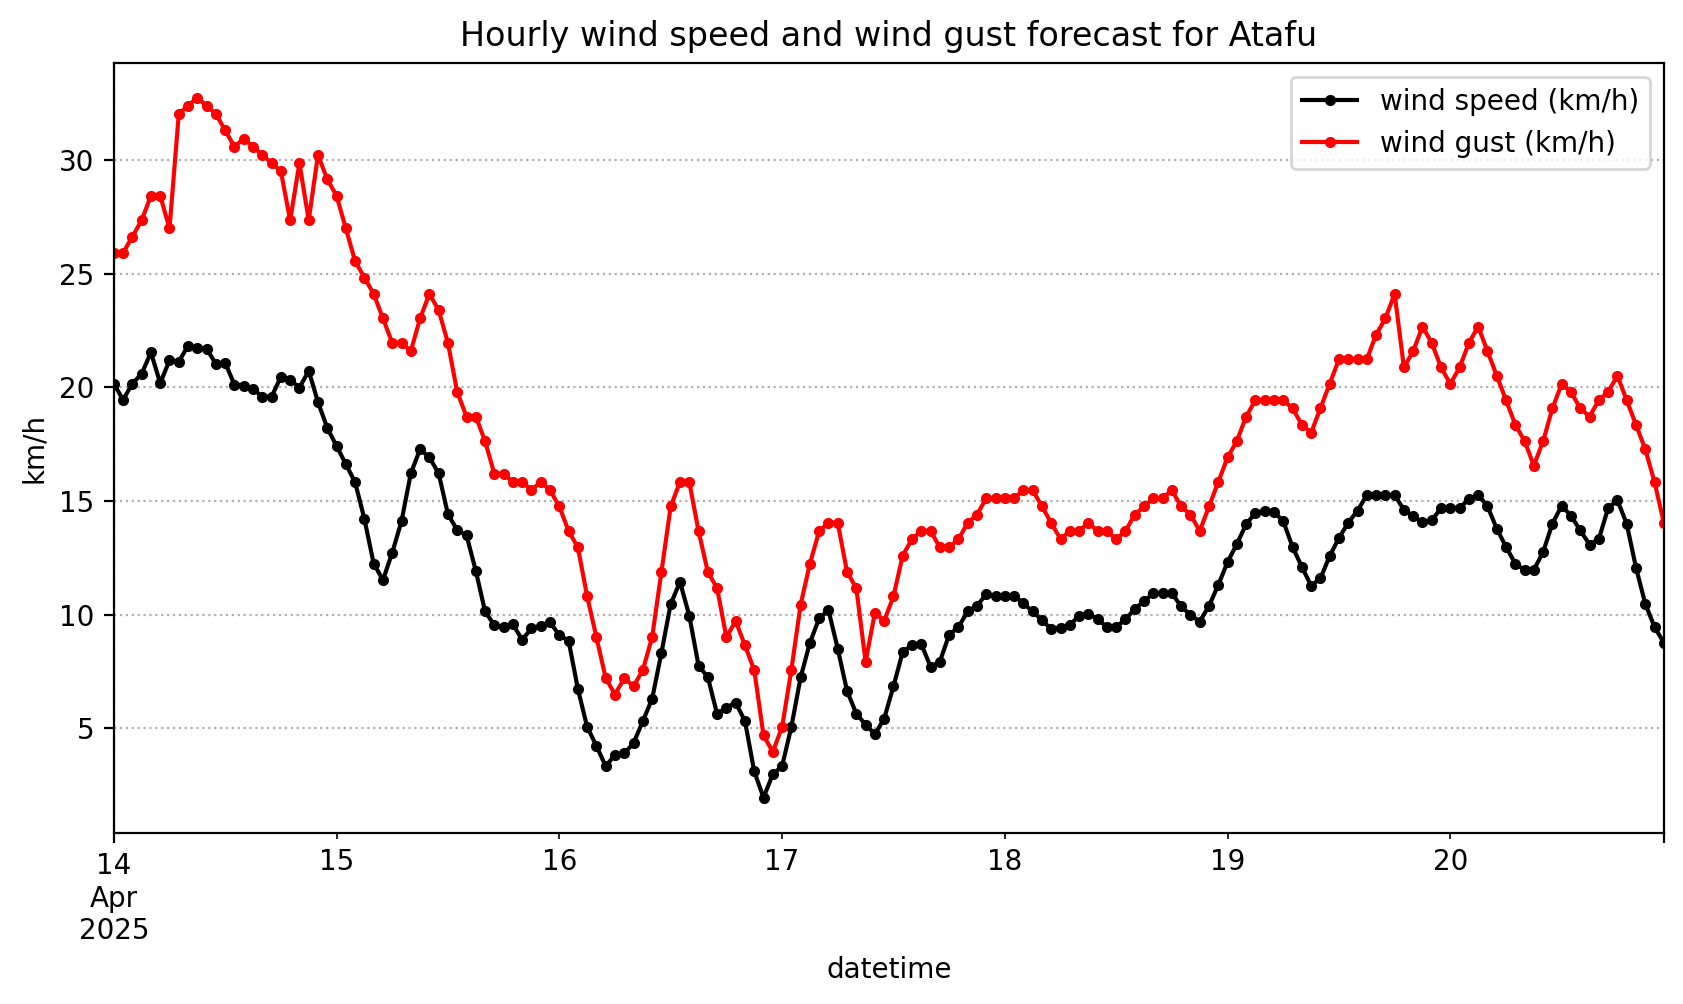 Hourly wind speed and wind gust forecast for Atafu
wind speed (km/h)
wind gust (km/h)
km/h
30
25
20
15
10
5
14
Apr
2025
15
16
17
18
19
20
datetime